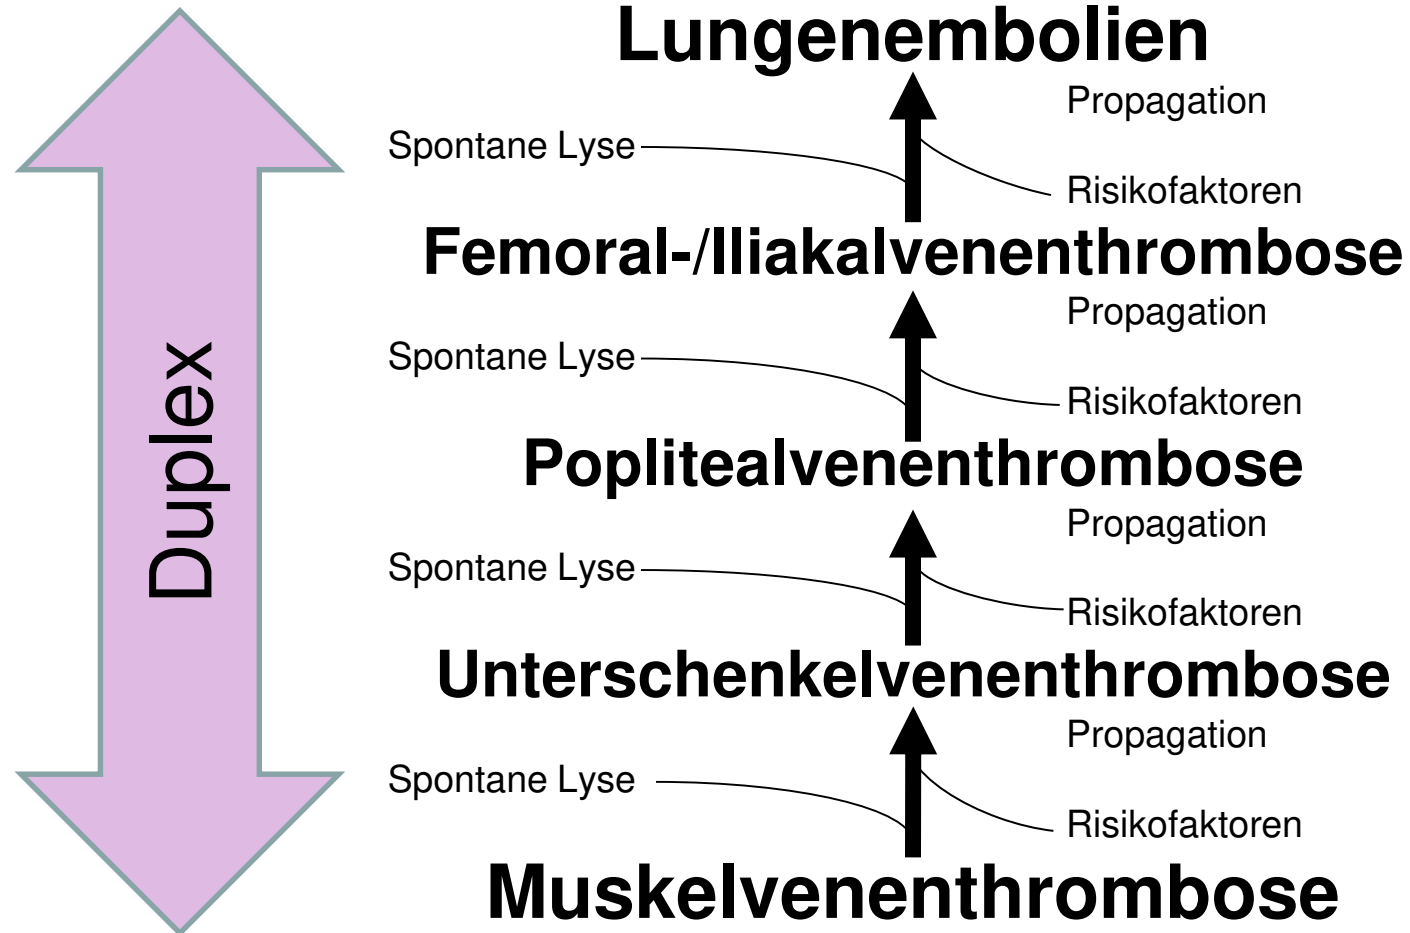 Duplex
Lungenembolien
Propagation
Spontane Lyse
Risikofaktoren
Femoral-/Iliakalvenenthrombose
Propagation
Spontane Lyse
Risikofaktoren
Poplitealvenenthrombose
Propagation
Spontane Lyse
Risikofaktoren
Unterschenkelvenenthrombose
Propagation
Spontane Lyse
Risikofaktoren
Muskelvenenthrombose